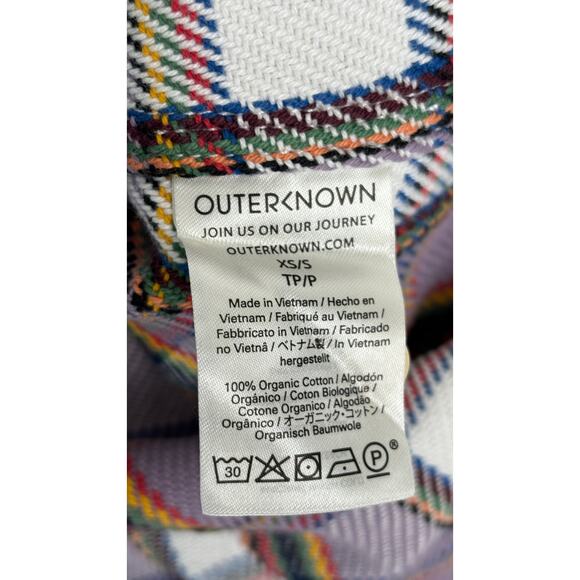 OUTERKNOWN
JOIN US ON OUR JOURNEY
OUTERKNOWN.COM
XS/S
TP/P
Made in Vietnam / Hecho en
Vietnam / Fabriqué au Vietnam /
Fabbricato in Vietnam / Fabricado
no Vietnã / ベトナム製 / In Vietnam
hergestellt
100% Organic Cotton / Algodón
Orgánico / Coton Biologique /
Cotone Organico / Algodão
Orgânico / オーガニック・コットン /
Organisch Baumwole
30 P ®